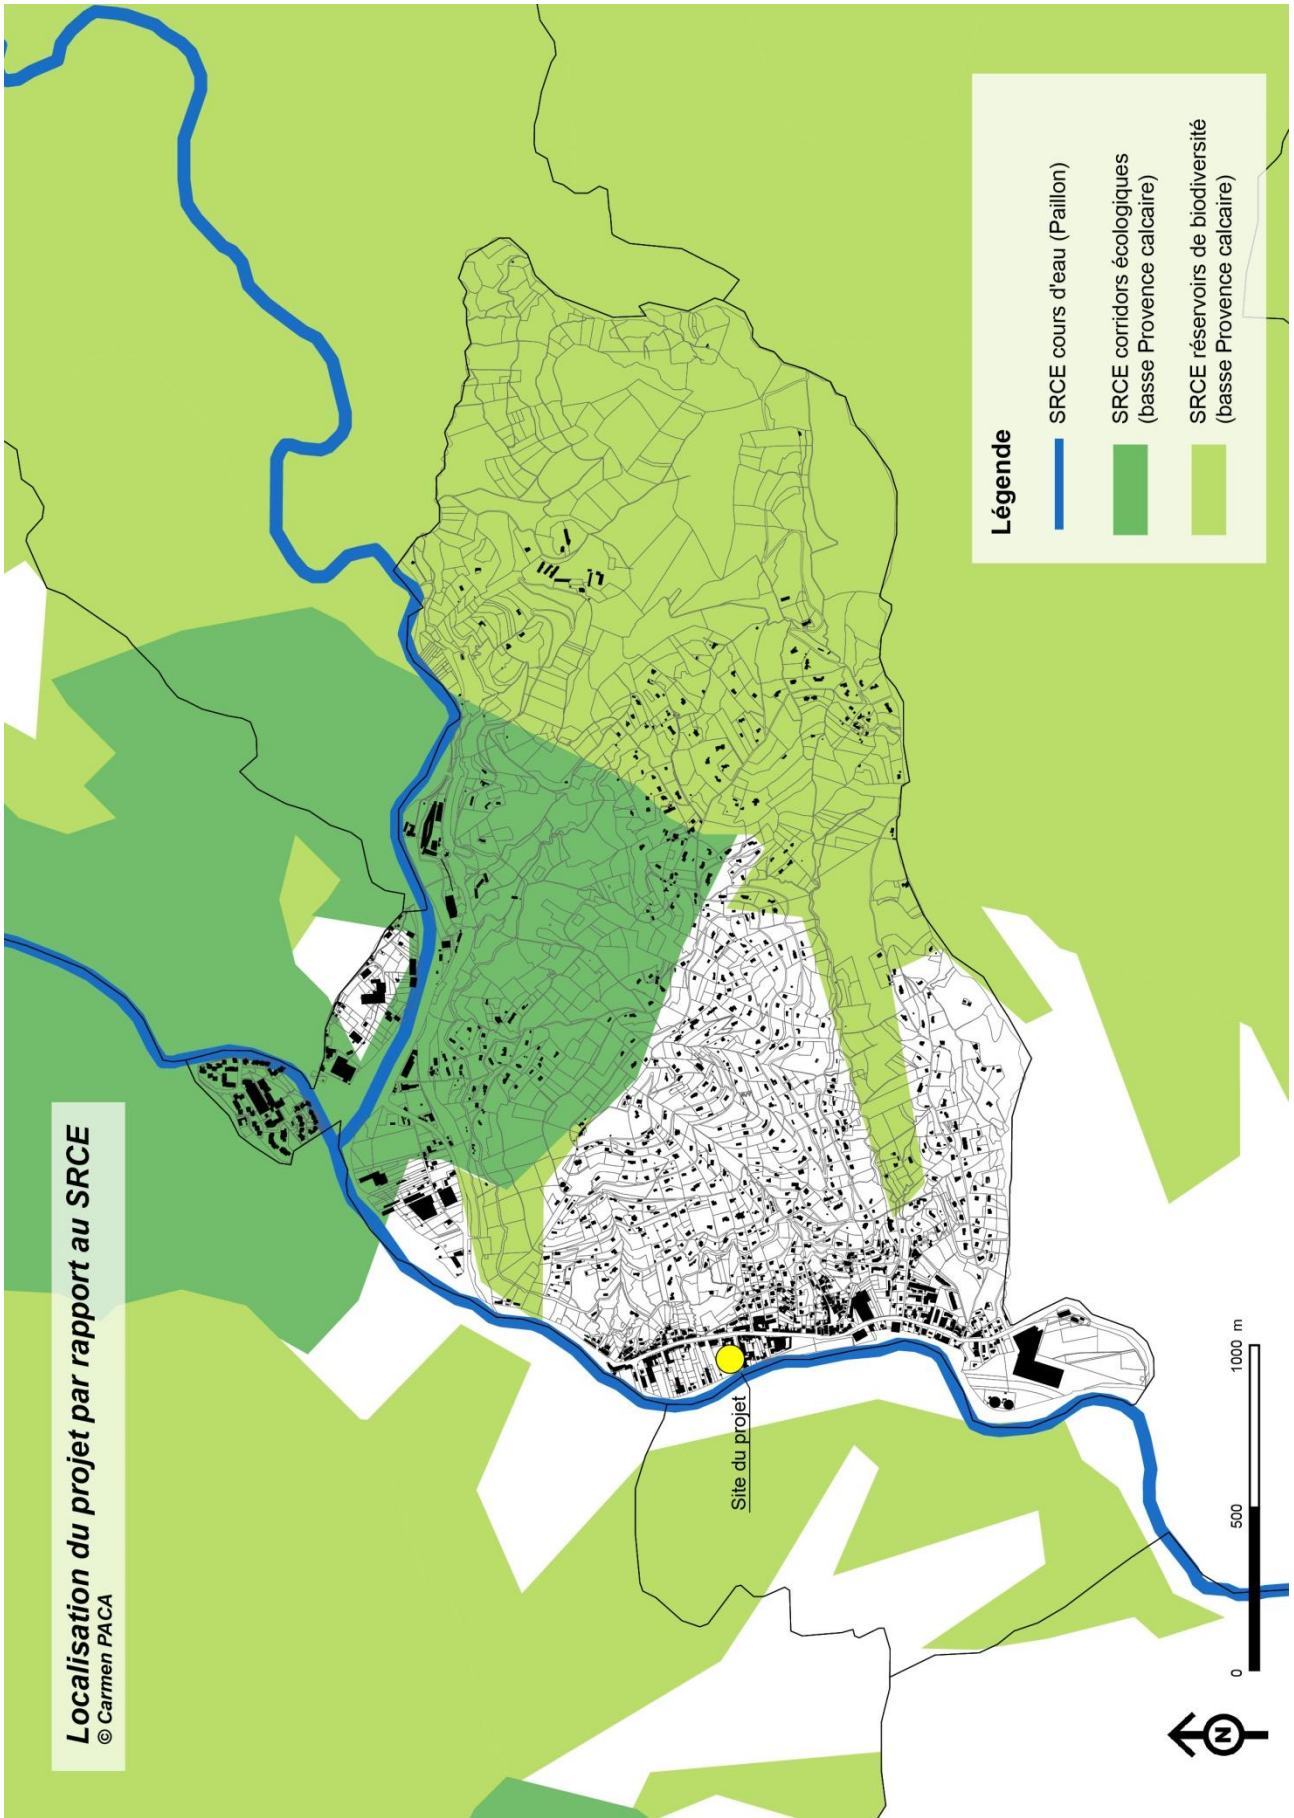 Localisation du projet par rapport au SRCE
© Carmen PACA
Site du projet
Légende
SRCE cours d'eau (Paillon)
SRCE corridors écologiques
(basse Provence calcaire)
SRCE réservoirs de biodiversité
(basse Provence calcaire)
N
0 500 1000 m